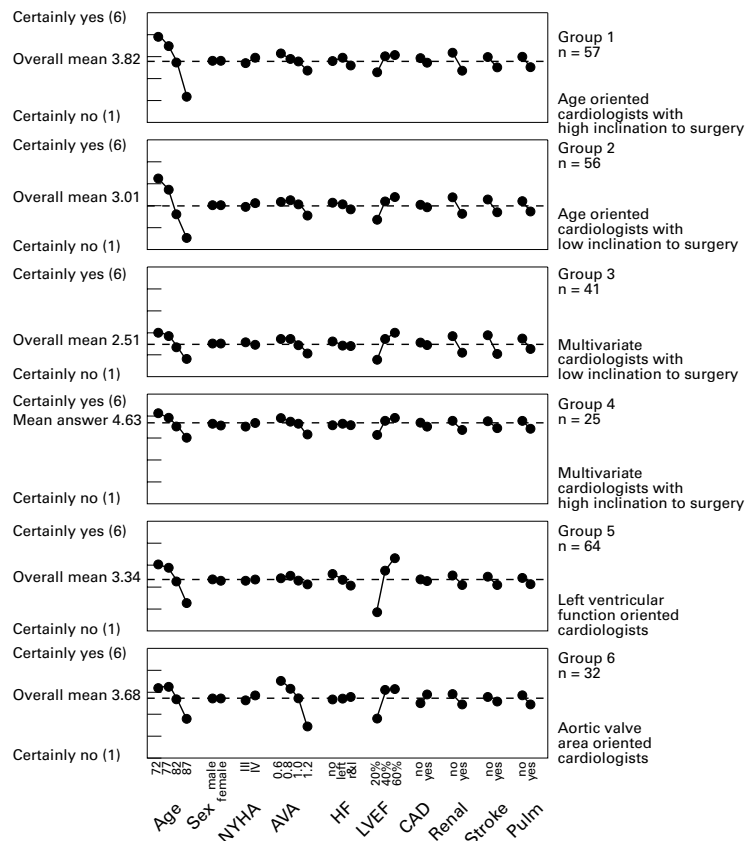 Certainly yes (6)
Overall mean 3.82
Certainly no (1)
Group 1
n = 57
Age oriented
cardiologists with
high inclination to surgery
Certainly yes (6)
Overall mean 3.01
Certainly no (1)
Group 2
n = 56
Age oriented
cardiologists with
low inclination to surgery
Certainly yes (6)
Overall mean 2.51
Certainly no (1)
Group 3
n = 41
Multivariate
cardiologists with
low inclination to surgery
Certainly yes (6)
Mean answer 4.63
Certainly no (1)
Group 4
n = 25
Multivariate
cardiologists with
high inclination to surgery
Certainly yes (6)
Overall mean 3.34
Certainly no (1)
Group 5
n = 64
Left ventricular
function oriented
cardiologists
Certainly yes (6)
Overall mean 3.68
Certainly no (1)
Group 6
n = 32
Aortic valve
area oriented
cardiologists
72
77
82
87
male
female
III
IV
0.6
0.8
1.0
1.2
no
left
r&l
20%
40%
60%
no
yes
no
yes
no
yes
no
yes
Age
Sex
NYHA
AVA
HF
LVEF
CAD
Renal
Stroke
Pulm